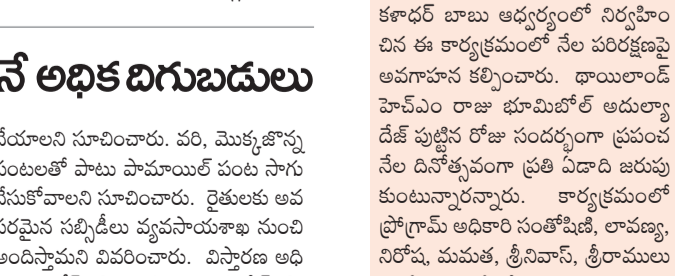 నే అధిక దిగుబడులు
చేయాలని సూచించారు. వరి, మొక్కజొన్న
పంటలతో పాటు పామాయిల్ పంట సాగు
చేసుకోవాలని సూచించారు. రైతులకు అవ
సరమైన సబ్సిడీలు వ్యవసాయశాఖ నుంచి
అందిస్తామని వివరించారు. విస్తారణ అధి
కళాధర్ బాబు ఆధ్వర్యంలో నిర్వహిం
చిన ఈ కార్యక్రమంలో నేల పరిరక్షణపై
అవగాహన కల్పించారు. థాయిలాండ్
హెచ్ఎం రాజు భూమిబోల్ అదుల్యా
దేజ్ పుట్టిన రోజు సందర్భంగా ప్రపంచ
నేల దినోత్సవంగా ప్రతి ఏడాది జరుపు
కుంటున్నారన్నారు. కార్యక్రమంలో
ప్రోగ్రామ్ అధికారి సంతోషిణి, లావణ్య,
నిరోష, మమత, శ్రీనివాస్, శ్రీరాములు